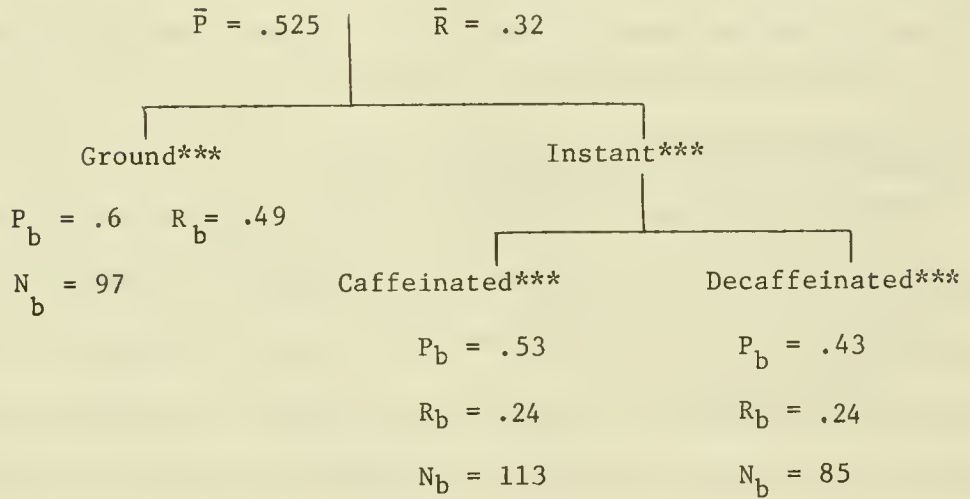 P̄ = .525 R̄ = .32
Ground*** Instant***
P_b = .6 R_b = .49
N_b = 97 Caffeinated*** Decaffeinated***
P_b = .53 P_b = .43
R_b = .24 R_b = .24
N_b = 113 N_b = 85